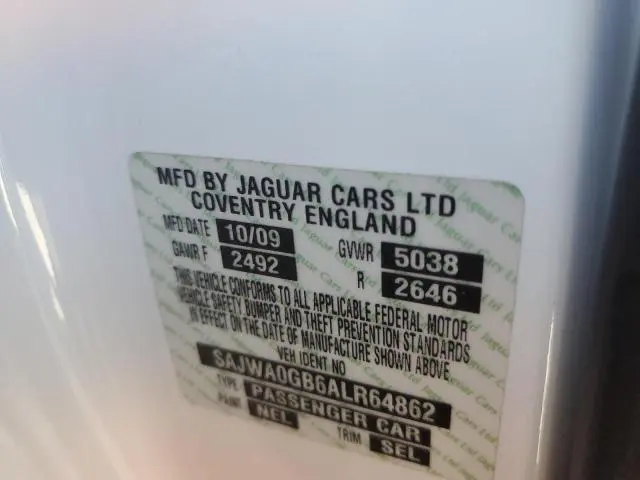 MFD BY JAGUAR CARS LTD
COVENTRY ENGLAND
MFD DATE 10/09 GVWR 5038
GAWR F 2492 R 2646
THIS VEHICLE CONFORMS TO ALL APPLICABLE FEDERAL MOTOR
VEHICLE SAFETY BUMPER AND THEFT PREVENTION STANDARDS
IN EFFECT ON THE DATE OF MANUFACTURE SHOWN ABOVE
VEH IDENT NO
SAJWA0GB6ALR64862
TYPE PASSENGER CAR
PAINT NEL TRIM SEL